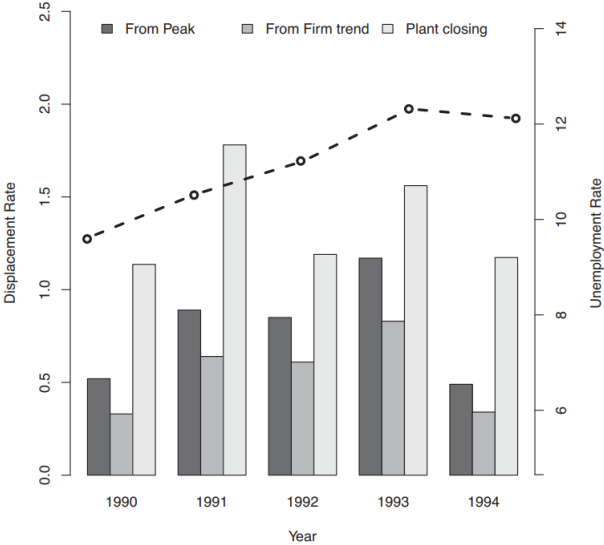 From Peak From Firm trend Plant closing
Displacement Rate
2.5
2.0
1.5
1.0
0.5
0.0
Unemployment Rate
14
12
10
8
6
1990 1991 1992 1993 1994
Year